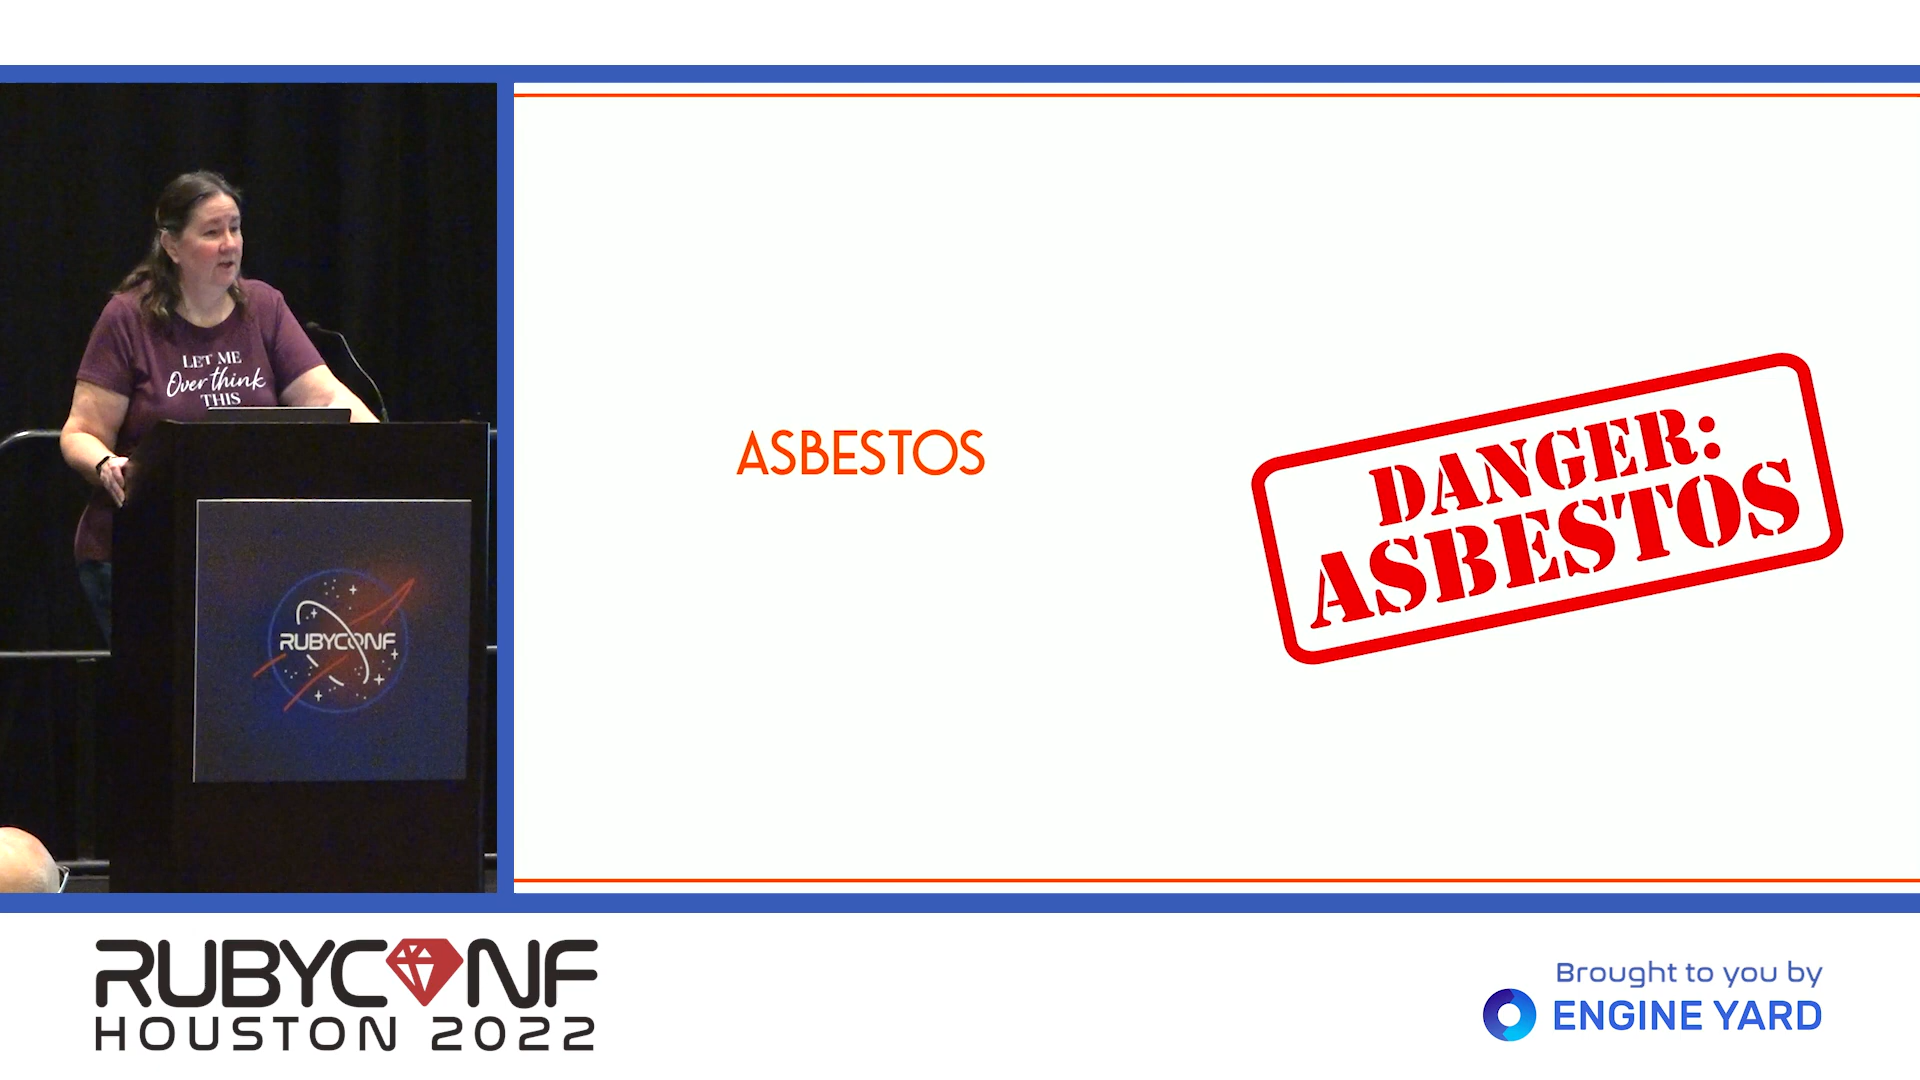 LET ME
Over think
THIS
RUBYCONF
ASBESTOS
DANGER:
ASBESTOS
RUBYCONF
HOUSTON 2022
Brought to you by
ENGINE YARD